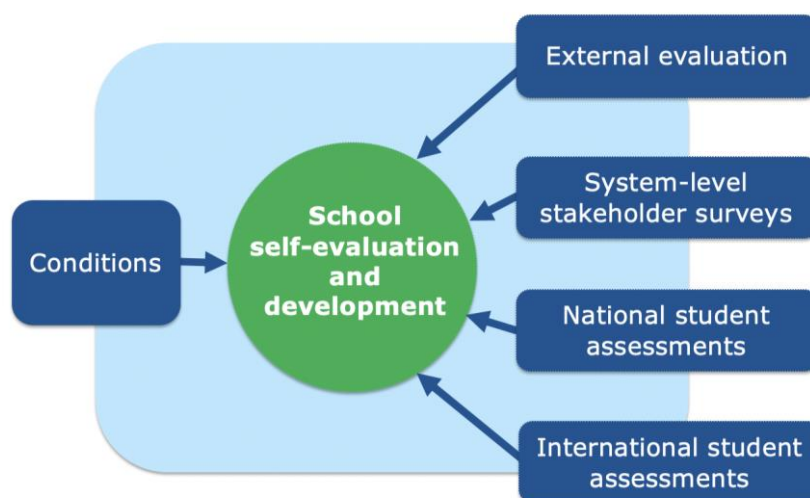 External evaluation
System-level
stakeholder surveys
School
self-evaluation
and
development
Conditions
National student
assessments
International student
assessments